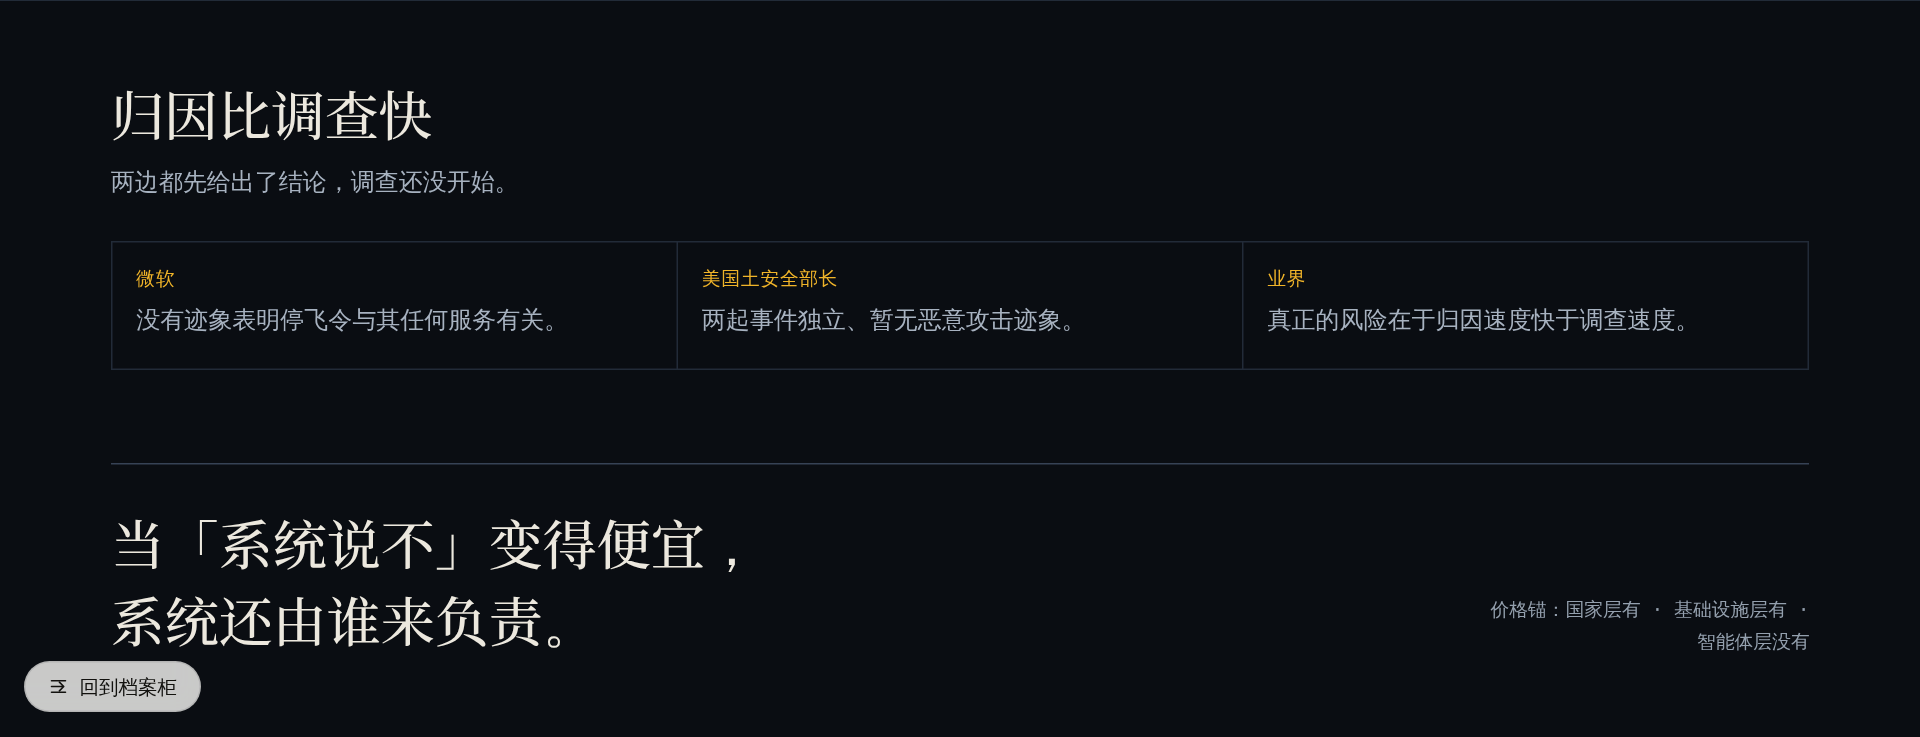 归因比调查快
两边都先给出了结论，调查还没开始。
微软
没有迹象表明停飞令与其任何服务有关。
美国土安全部长
两起事件独立、暂无恶意攻击迹象。
业界
真正的风险在于归因速度快于调查速度。
当「系统说不」变得便宜，
系统还由谁来负责。
价格锚：国家层有 · 基础设施层有 ·
智能体层没有
回到档案柜